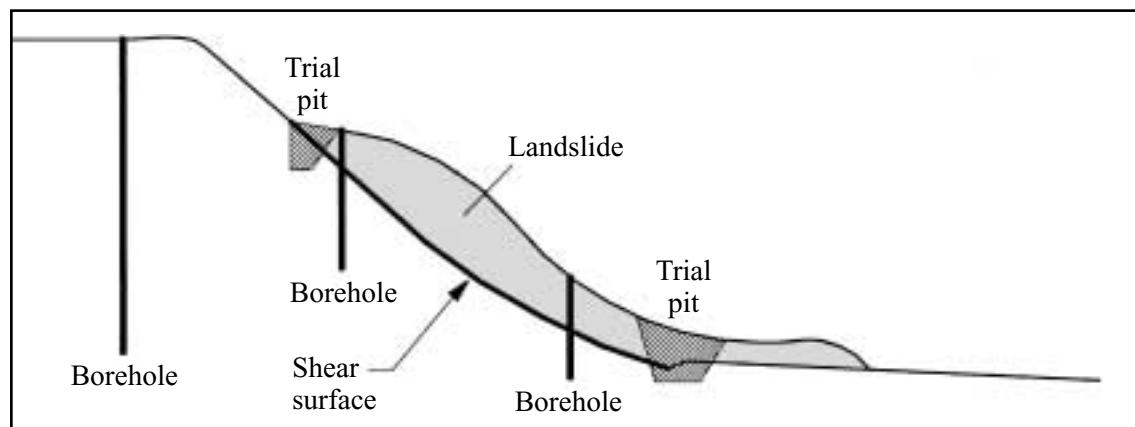 Trial
pit
Landslide
Trial
pit
Borehole
Shear
surface
Borehole
Borehole